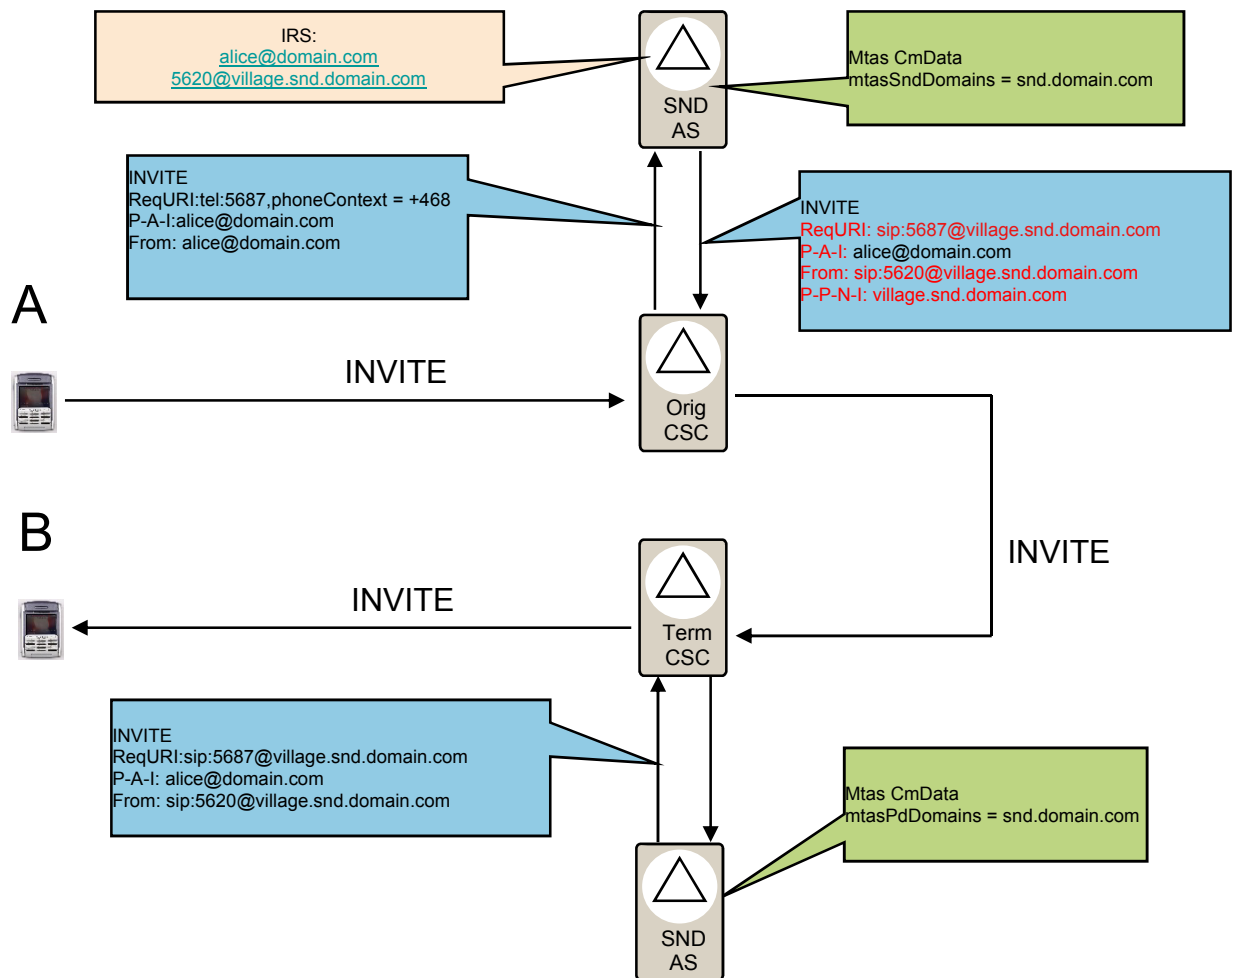 IRS:
alice@domain.com
5620@village.snd.domain.com
SND
AS
Mtas CmData
mtasSndDomains = snd.domain.com
INVITE
ReqURI:tel:5687,phoneContext = +468
P-A-I:alice@domain.com
From: alice@domain.com
INVITE
ReqURI: sip:5687@village.snd.domain.com
P-A-I: alice@domain.com
From: sip:5620@village.snd.domain.com
P-P-N-I: village.snd.domain.com
A
INVITE
Orig
CSC
B
INVITE
INVITE
Term
CSC
INVITE
ReqURI:sip:5687@village.snd.domain.com
P-A-I: alice@domain.com
From: sip:5620@village.snd.domain.com
Mtas CmData
mtasPdDomains = snd.domain.com
SND
AS